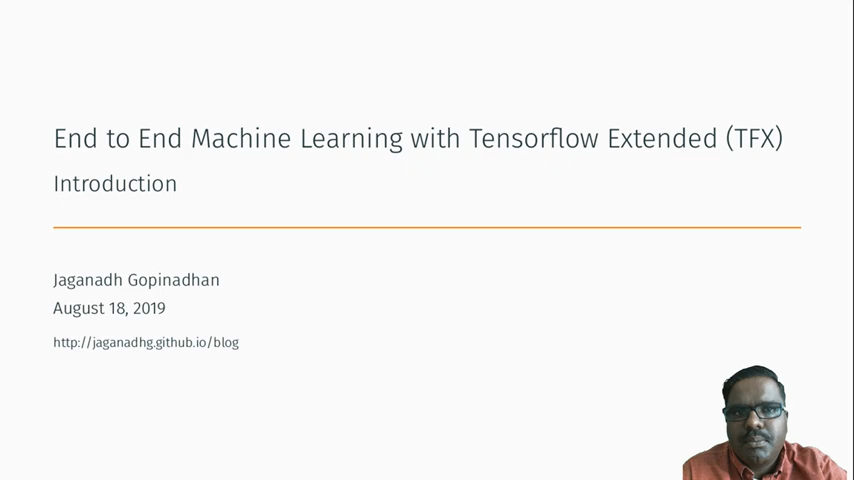 End to End Machine Learning with Tensorflow Extended (TFX)
Introduction
Jaganadh Gopinadhan
August 18, 2019
http://jaganadhg.github.io/blog